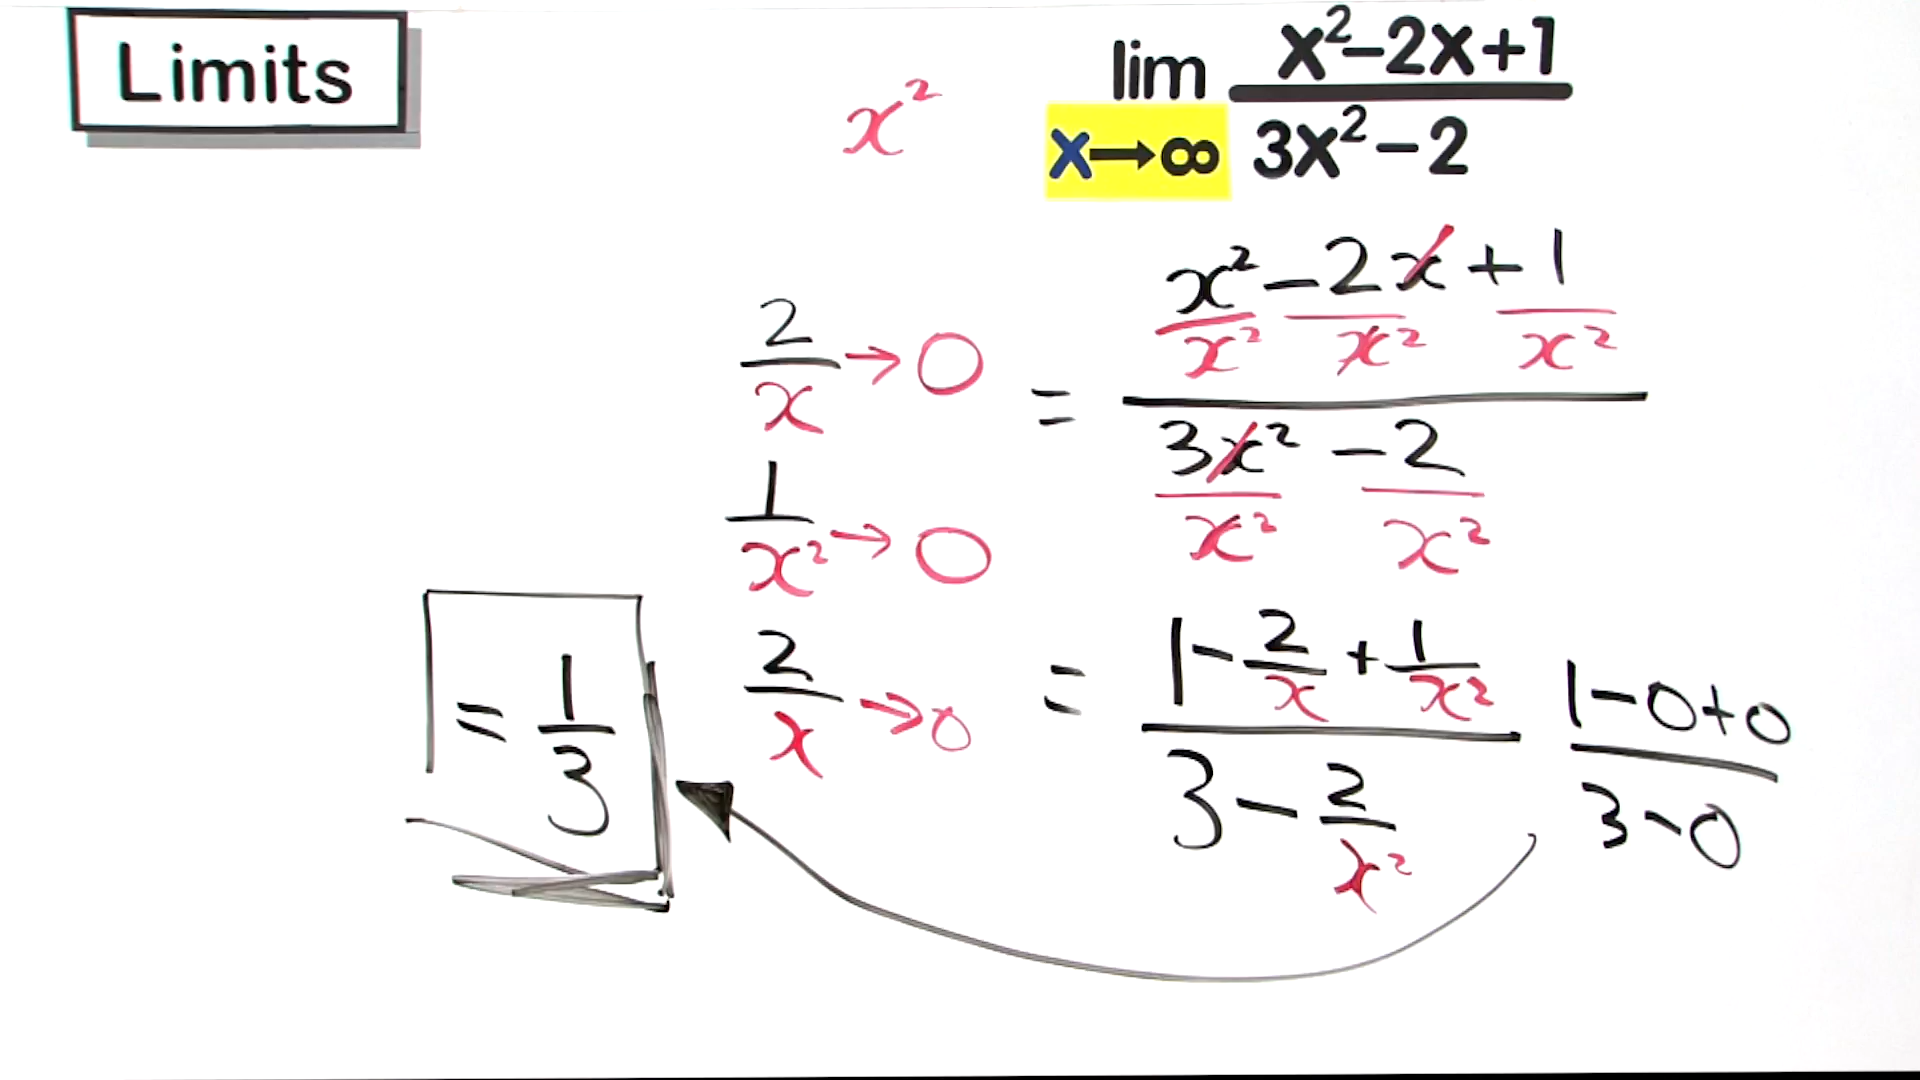 Limits
x²
lim x²-2x+1
x→∞ 3x²-2
2/x → 0
= (x²/x² - 2x/x² + 1/x²) / (3x²/x² - 2/x²)
1/x² → 0
2/x → 0
= (1 - 2/x + 1/x²) / (3 - 2/x²)
(1-0+0) / (3-0)
= 1/3